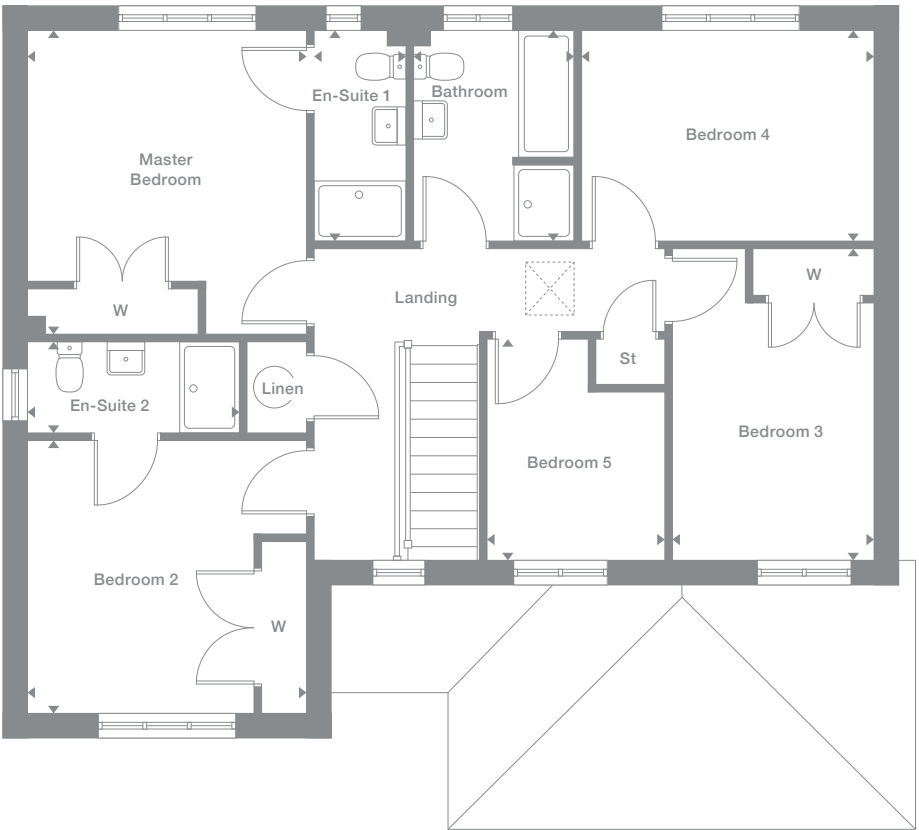 En-Suite 1
Bathroom
Bedroom 4
Master
Bedroom
W
Landing
W
St
Linen
En-Suite 2
Bedroom 3
Bedroom 5
Bedroom 2
W